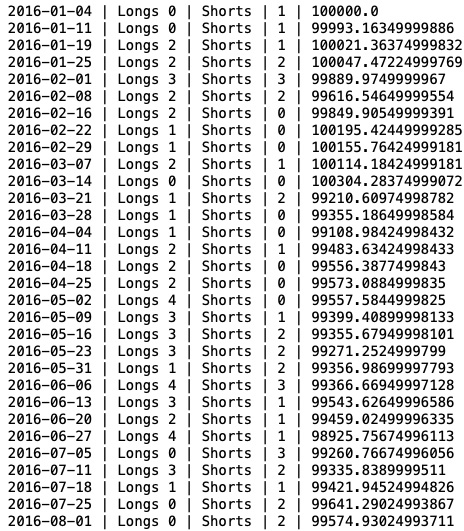 2016-01-04 | Longs 0 | Shorts | 1 | 100000.0
2016-01-11 | Longs 0 | Shorts | 1 | 99993.16349999886
2016-01-19 | Longs 2 | Shorts | 1 | 100021.36374999832
2016-01-25 | Longs 2 | Shorts | 2 | 100047.47224999769
2016-02-01 | Longs 3 | Shorts | 3 | 99889.9749999967
2016-02-08 | Longs 2 | Shorts | 2 | 99616.54649999554
2016-02-16 | Longs 2 | Shorts | 0 | 99849.90549999391
2016-02-22 | Longs 1 | Shorts | 0 | 100195.42449999285
2016-02-29 | Longs 1 | Shorts | 0 | 100155.76424999181
2016-03-07 | Longs 2 | Shorts | 1 | 100114.18424999181
2016-03-14 | Longs 0 | Shorts | 0 | 100304.28374999072
2016-03-21 | Longs 1 | Shorts | 2 | 99210.60974998782
2016-03-28 | Longs 1 | Shorts | 0 | 99355.18649998584
2016-04-04 | Longs 1 | Shorts | 0 | 99108.98424998432
2016-04-11 | Longs 2 | Shorts | 1 | 99483.63424998433
2016-04-18 | Longs 2 | Shorts | 0 | 99556.3877499843
2016-04-25 | Longs 2 | Shorts | 0 | 99573.0884999835
2016-05-02 | Longs 4 | Shorts | 0 | 99557.5844999825
2016-05-09 | Longs 3 | Shorts | 1 | 99399.40899998133
2016-05-16 | Longs 3 | Shorts | 2 | 99355.67949998101
2016-05-23 | Longs 3 | Shorts | 2 | 99271.2524999799
2016-05-31 | Longs 1 | Shorts | 2 | 99356.98699997793
2016-06-06 | Longs 4 | Shorts | 3 | 99366.66949997128
2016-06-13 | Longs 3 | Shorts | 1 | 99543.62649996586
2016-06-20 | Longs 2 | Shorts | 1 | 99459.02499996335
2016-06-27 | Longs 4 | Shorts | 1 | 98925.75674996113
2016-07-05 | Longs 0 | Shorts | 3 | 99260.76674996056
2016-07-11 | Longs 3 | Shorts | 2 | 99335.8389999511
2016-07-18 | Longs 1 | Shorts | 1 | 99421.94524994826
2016-07-25 | Longs 0 | Shorts | 2 | 99641.29024993867
2016-08-01 | Longs 0 | Shorts | 2 | 99574.93024993711